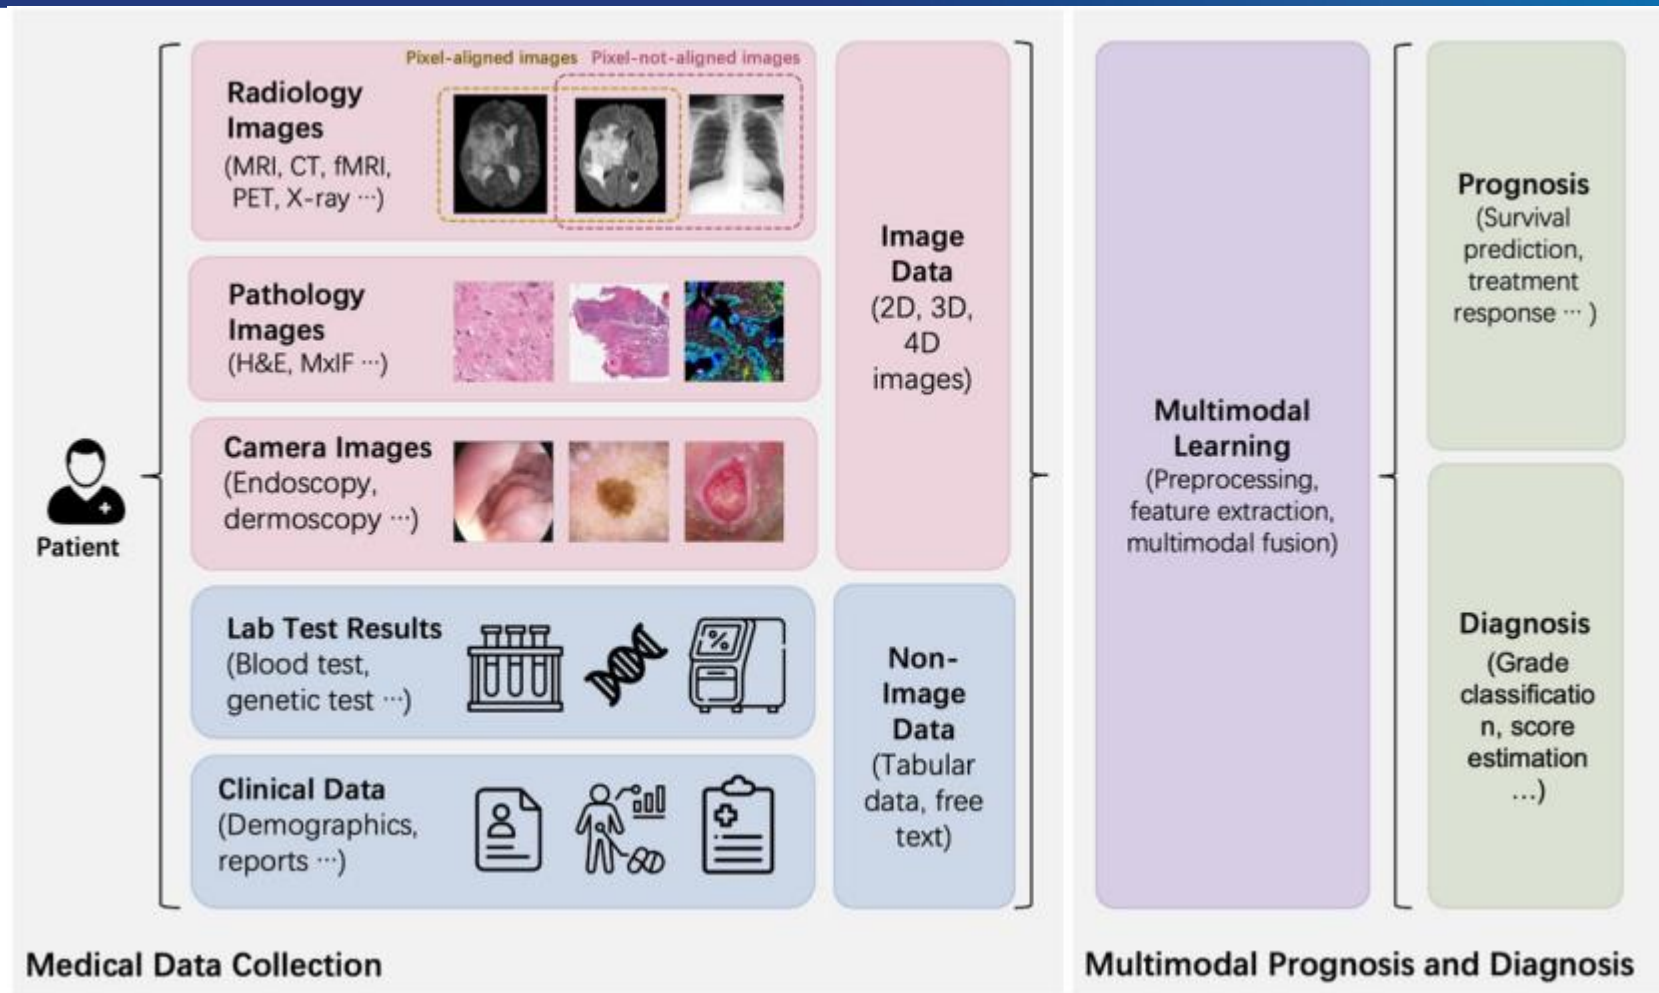 Pixel-aligned images
Pixel-not-aligned images
Radiology
Images
(MRI, CT, fMRI,
PET, X-ray ···)
Pathology
Images
(H&E, MxIF ···)
Camera Images
(Endoscopy,
dermoscopy ···)
Patient
Lab Test Results
(Blood test,
genetic test ···)
%
Clinical Data
(Demographics,
reports ···)
Image
Data
(2D, 3D,
4D
images)
Non-
Image
Data
(Tabular
data, free
text)
Medical Data Collection
Multimodal
Learning
(Preprocessing,
feature extraction,
multimodal fusion)
Prognosis
(Survival
prediction,
treatment
response ··· )
Diagnosis
(Grade
classificatio
n, score
estimation
...)
Multimodal Prognosis and Diagnosis